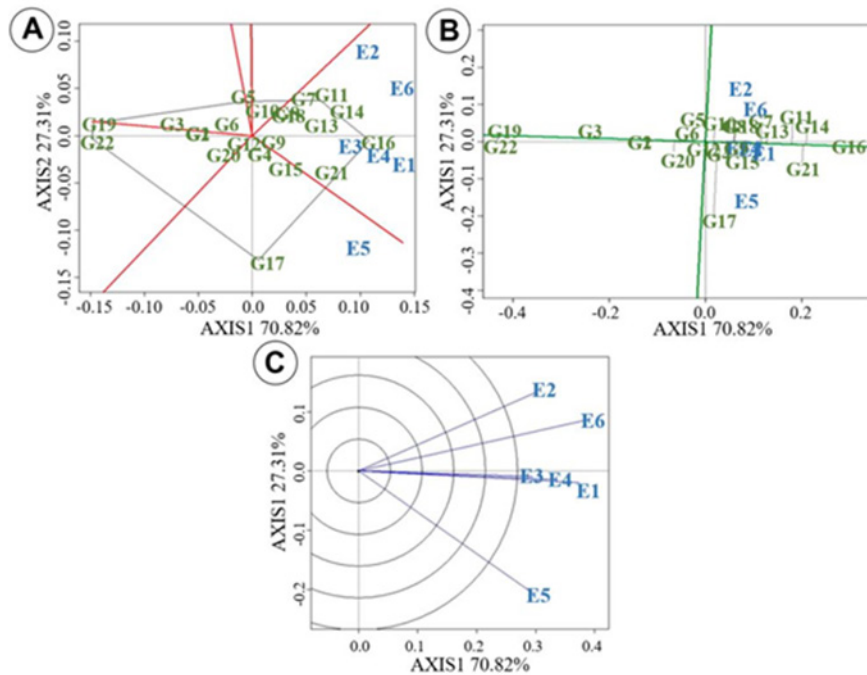 A
0.10
0.05
0.0
-0.05
-0.10
-0.15
AXIS2 27.31%
E2
E6
G5
G7 G11
G10 G18 G14
G19 G3 G6 G13
G22 G12 G9 G16
E3
G20 G4 E4
E1
G15 G21
E5
G17
-0.15 -0.10 -0.05 0.0 0.05 0.10 0.15
AXIS1 70.82%
B
0.3
0.2
0.1
0.0
-0.1
-0.2
-0.3
-0.4
AXIS1 27.31%
E2
E6
G5 G7 G11
G19 G3 G6 G13 G14
G22 G16
G20 E1
G15 G21
E5
G17
-0.4 -0.2 0.0 0.2
AXIS1 70.82%
C
0.1
0.0
-0.1
-0.2
AXIS1 27.31%
E2
E6
E3 E4
E1
E5
0.0 0.1 0.2 0.3 0.4
AXIS1 70.82%